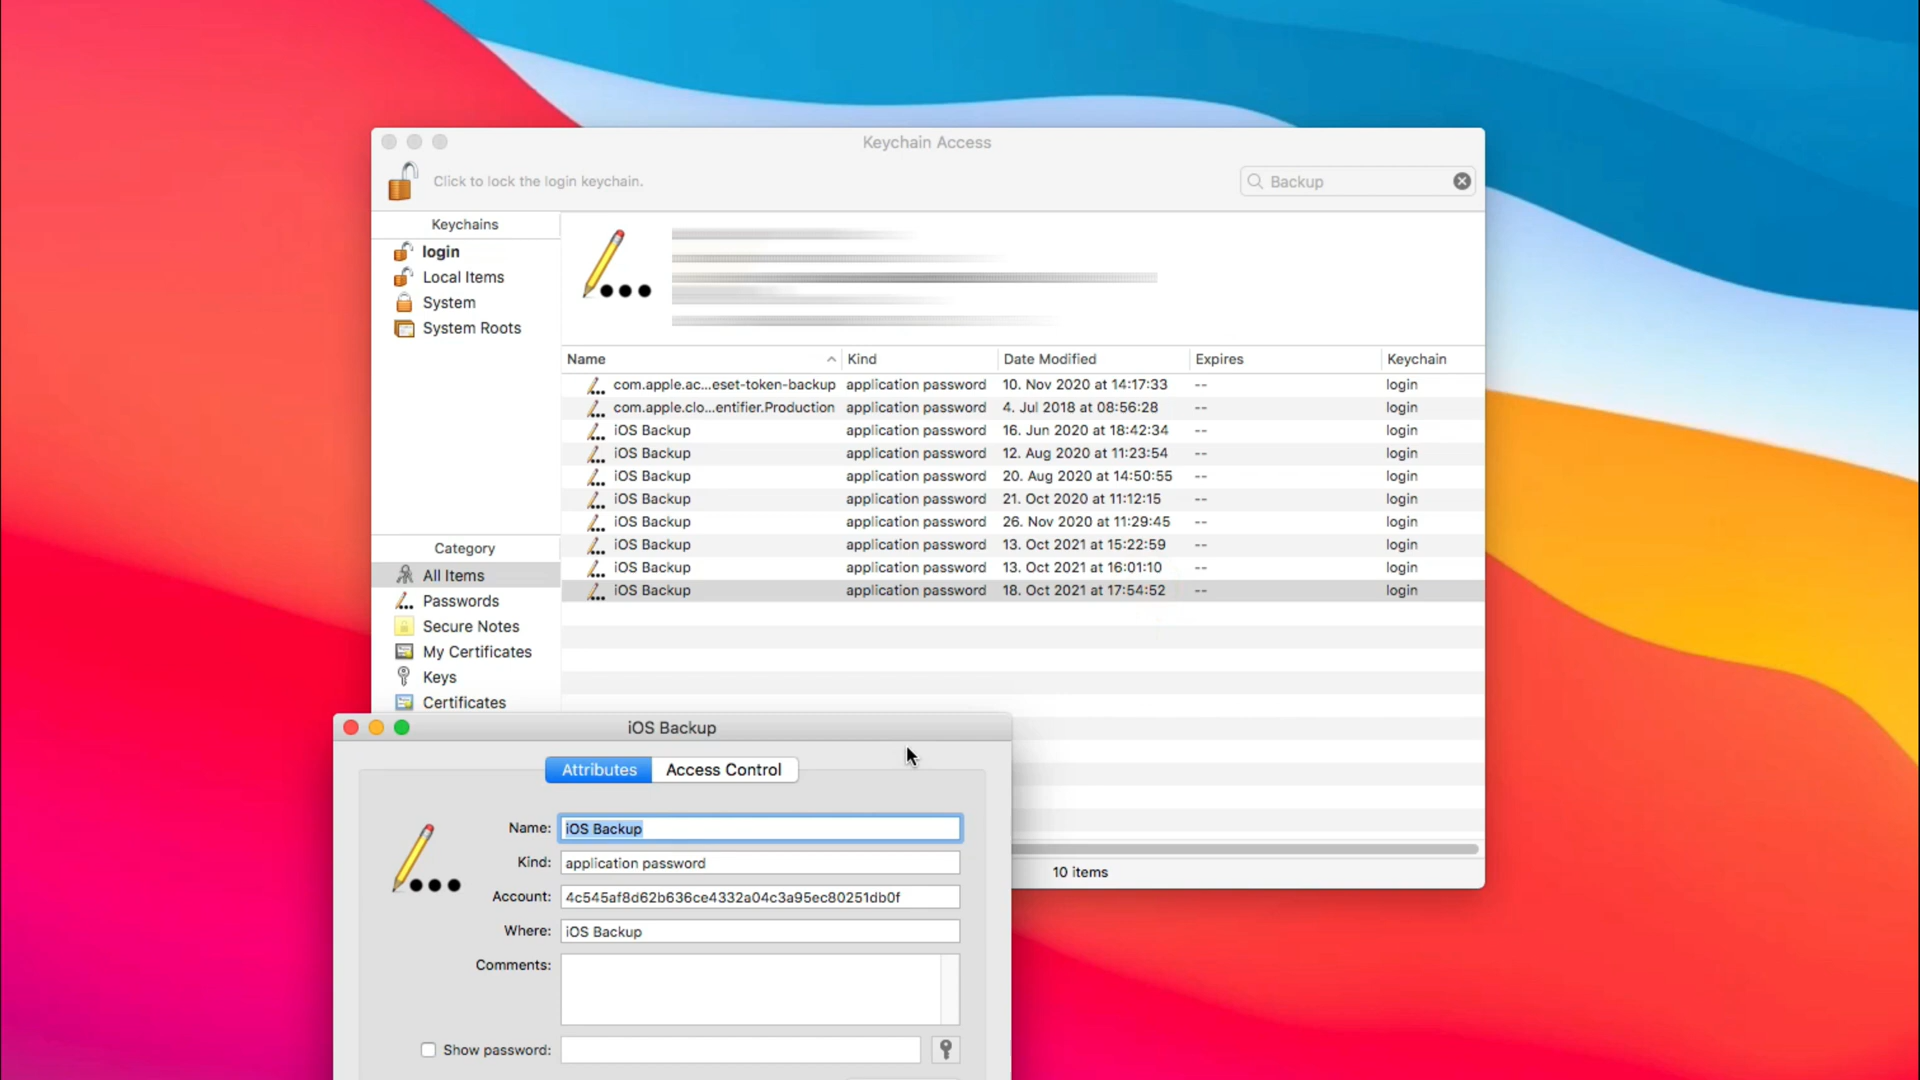 Keychain Access
Click to lock the login keychain.
Backup
Keychains
login
Local Items
System
System Roots
Name Kind Date Modified Expires Keychain
com.apple.ac...eset-token-backup application password 10. Nov 2020 at 14:17:33 -- login
com.apple.clo...entifier.Production application password 4. Jul 2018 at 08:56:28 -- login
iOS Backup application password 16. Jun 2020 at 18:42:34 -- login
iOS Backup application password 12. Aug 2020 at 11:23:54 -- login
iOS Backup application password 20. Aug 2020 at 14:50:55 -- login
iOS Backup application password 21. Oct 2020 at 11:12:15 -- login
iOS Backup application password 26. Nov 2020 at 11:29:45 -- login
iOS Backup application password 13. Oct 2021 at 15:22:59 -- login
iOS Backup application password 13. Oct 2021 at 16:01:10 -- login
iOS Backup application password 18. Oct 2021 at 17:54:52 -- login
Category
All Items
Passwords
Secure Notes
My Certificates
Keys
Certificates
10 items
iOS Backup
Attributes Access Control
Name: iOS Backup
Kind: application password
Account: 4c545af8d62b636ce4332a04c3a95ec80251db0f
Where: iOS Backup
Comments:
Show password: